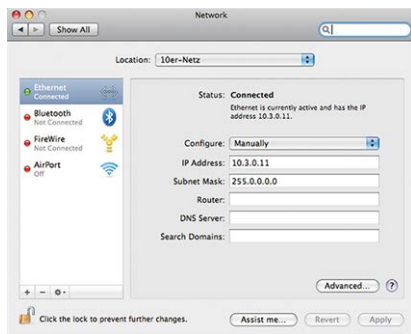 Network
Show All
Location: 10er-Netz
Ethernet
Connected
Bluetooth
Not Connected
FireWire
Not Connected
AirPort
Off
Status: Connected
Ethernet is currently active and has the IP
address 10.3.0.11.
Configure: Manually
IP Address: 10.3.0.11
Subnet Mask: 255.0.0.0
Router:
DNS Server:
Search Domains:
Advanced... ?
Click the lock to prevent further changes.
Assist me... Revert Apply